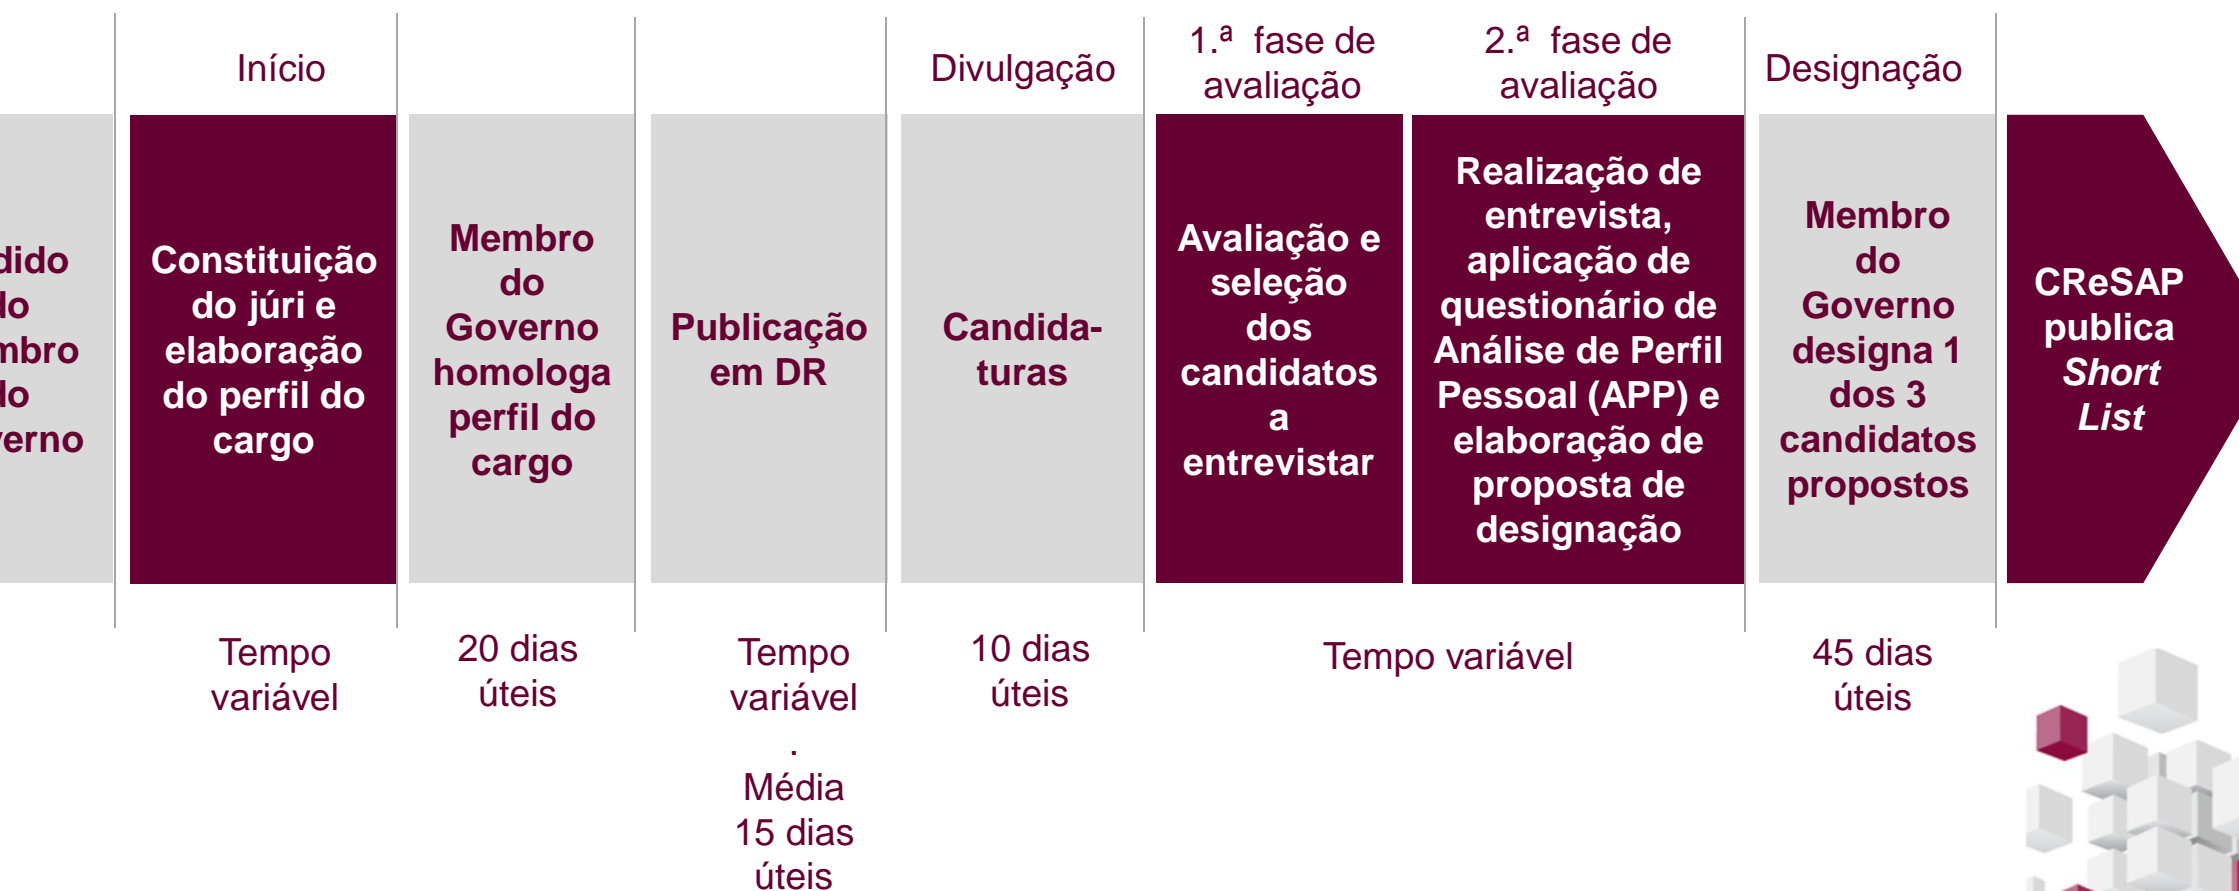 Início
Divulgação
1.ª fase de
avaliação
2.ª fase de
avaliação
Designação
Constituição
do júri e
elaboração
do perfil do
cargo
Membro
do
Governo
homologa
perfil do
cargo
Publicação
em DR
Candida-
turas
Avaliação e
seleção
dos
candidatos
a
entrevistar
Realização de
entrevista,
aplicação de
questionário de
Análise de Perfil
Pessoal (APP) e
elaboração de
proposta de
designação
Membro
do
Governo
designa 1
dos 3
candidatos
propostos
CReSAP
publica
Short
List
Tempo
variável
20 dias
úteis
Tempo
variável
.
Média
15 dias
úteis
10 dias
úteis
Tempo variável
45 dias
úteis